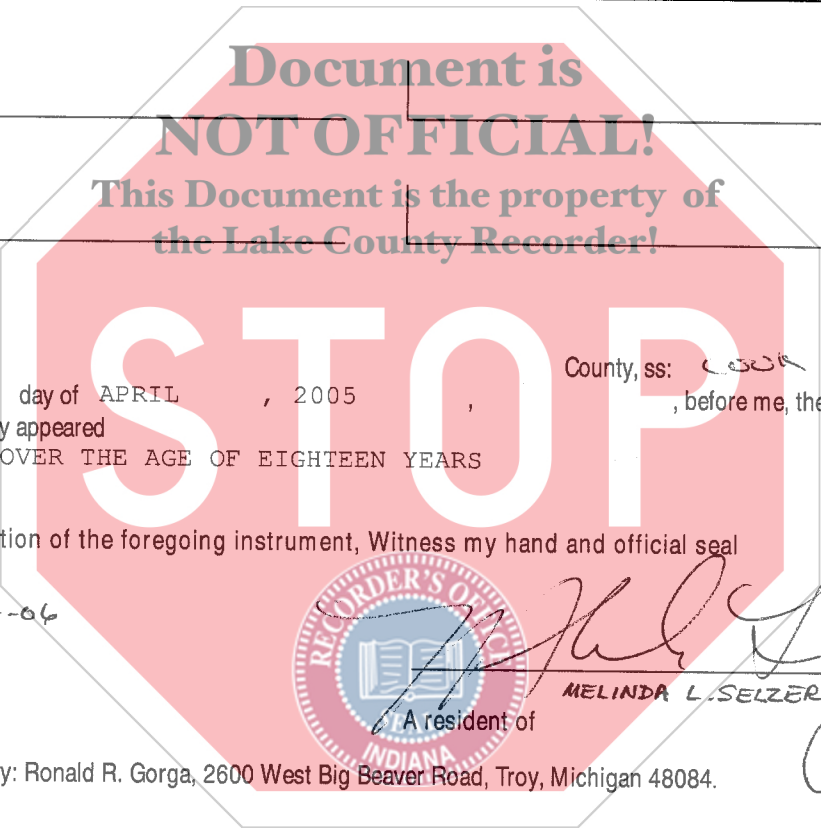 Document is
NOT OFFICIAL!
This Document is the property of
the Lake County Recorder!
STOP
County, ss:
day of APRIL , 2005 , , before me, the
y appeared
OVER THE AGE OF EIGHTEEN YEARS
tion of the foregoing instrument, Witness my hand and official seal
-06
RECORDER'S OFFICE
SEAL
INDIANA
MELINDA L. SELZER
A resident of
y: Ronald R. Gorga, 2600 West Big Beaver Road, Troy, Michigan 48084.